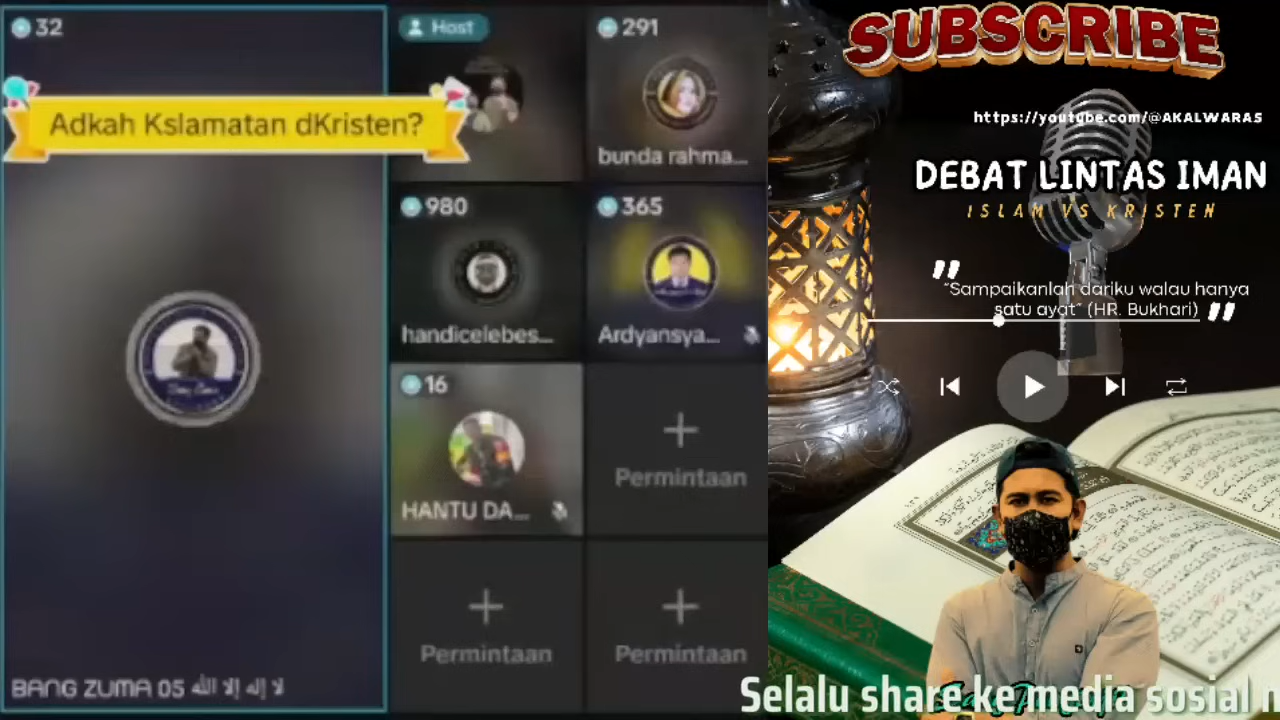 32
Host
291
Adkah Kslamatan dKristen?
bunda rahma...
980
365
handicelebes...
Ardyansya...
16
Permintaan
HANTU DA...
Permintaan
Permintaan
BANG ZUMA 05 لا إله إلا الله
SUBSCRIBE
https://youtube.com/@AKALWARAS
DEBAT LINTAS IMAN
ISLAM VS KRISTEN
"Sampaikanlah dariku walau hanya
satu ayat" (HR. Bukhari)
Selalu share ke media sosial